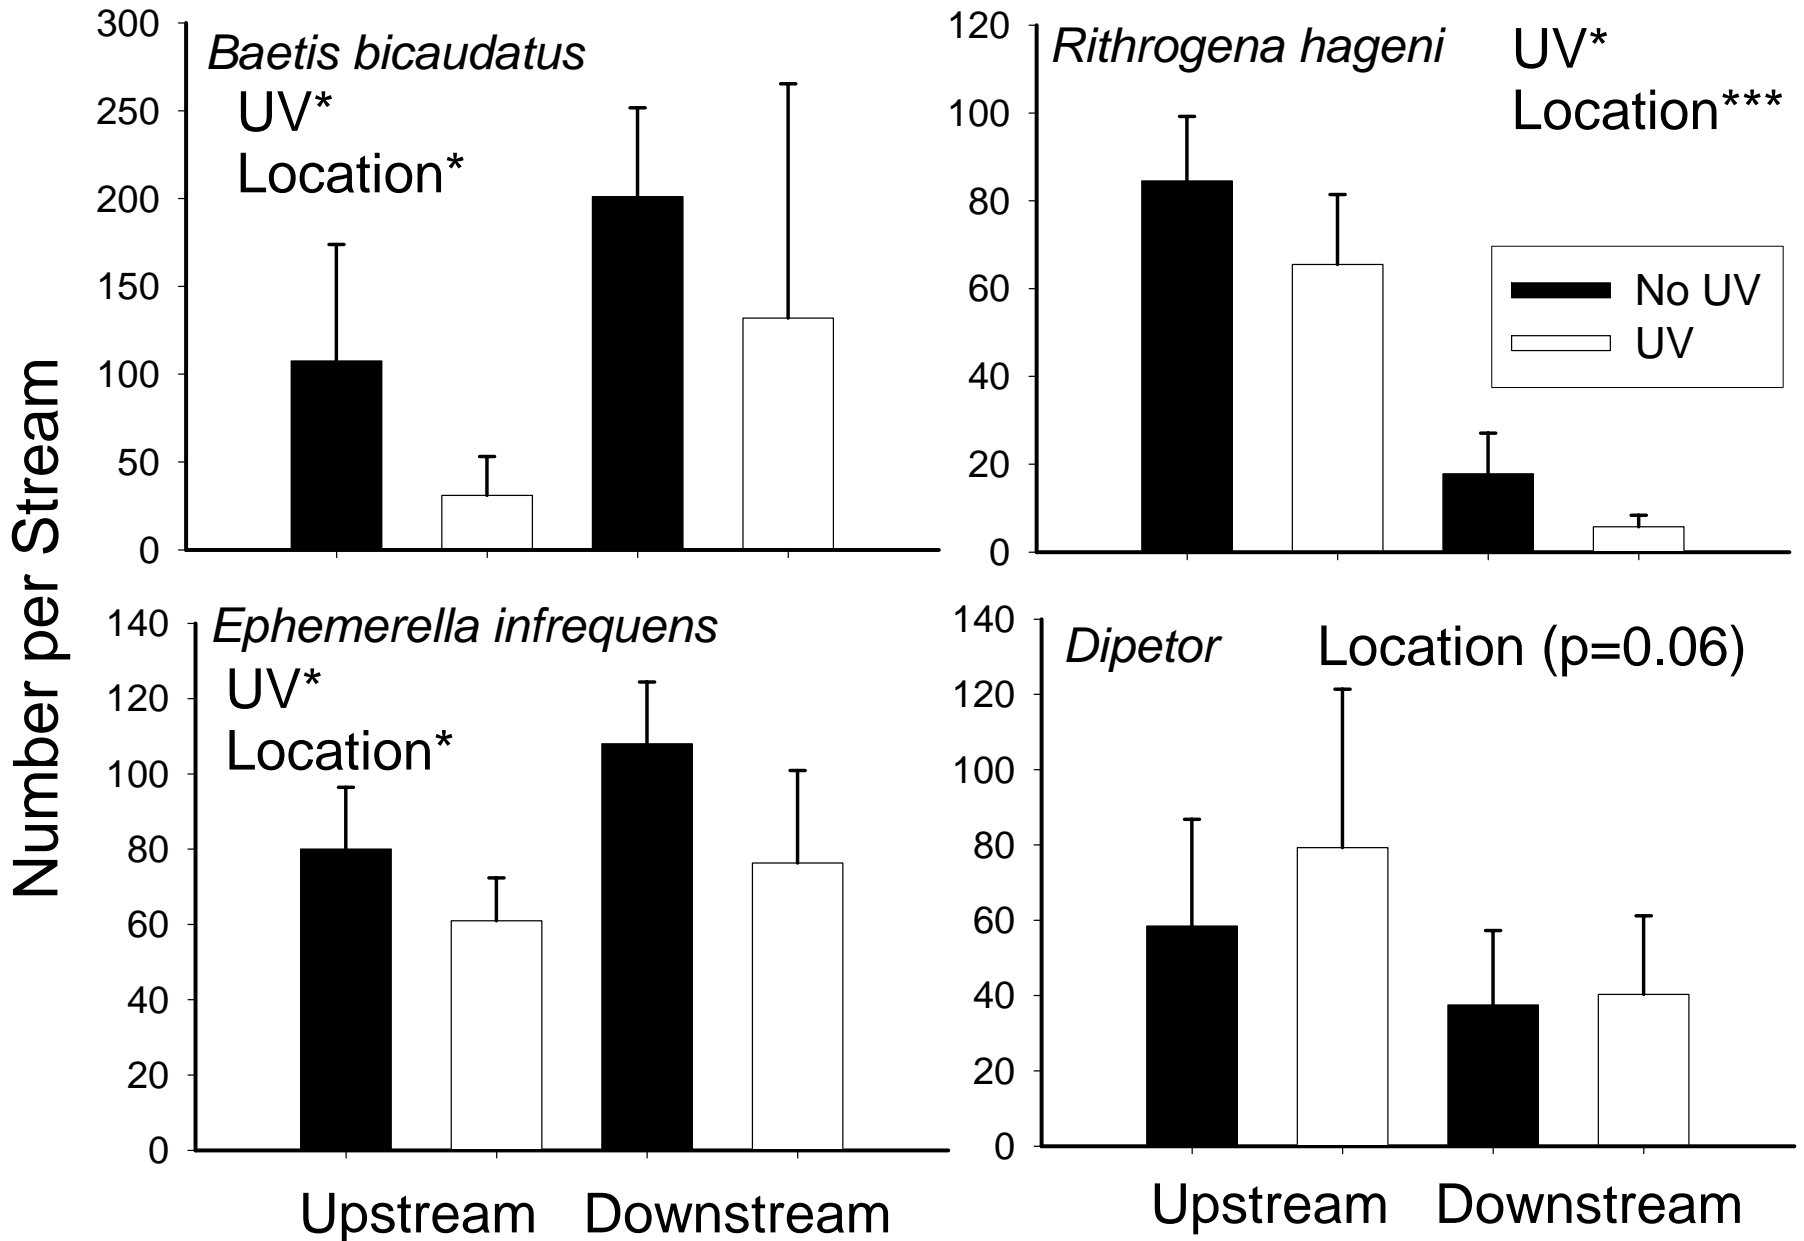 Number per Stream
300
250
200
150
100
50
0
Baetis bicaudatus
UV*
Location*
120
100
80
60
40
20
0
Rithrogena hageni
UV*
Location***
No UV
UV
140
120
100
80
60
40
20
0
Ephemerella infrequens
UV*
Location*
Upstream
Downstream
140
120
100
80
60
40
20
0
Dipetor
Location (p=0.06)
Upstream
Downstream